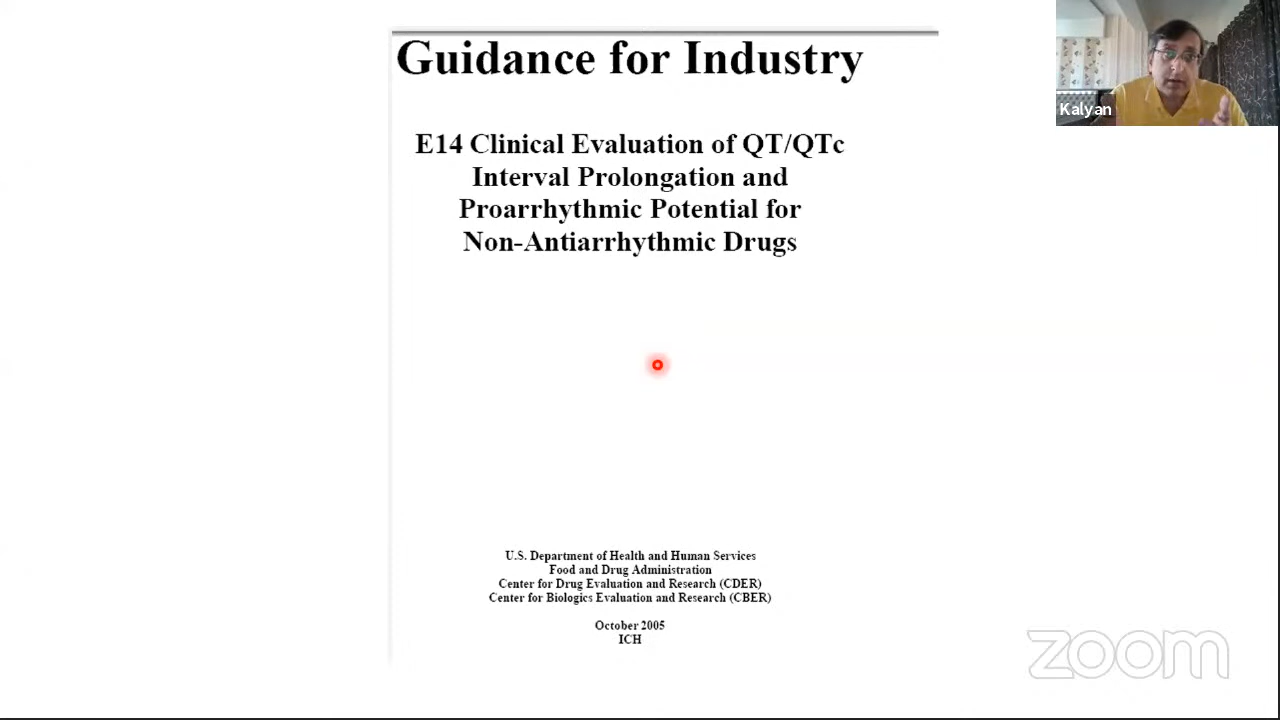 Guidance for Industry
E14 Clinical Evaluation of QT/QTc
Interval Prolongation and
Proarrhythmic Potential for
Non-Antiarrhythmic Drugs
U.S. Department of Health and Human Services
Food and Drug Administration
Center for Drug Evaluation and Research (CDER)
Center for Biologics Evaluation and Research (CBER)
October 2005
ICH
Kalyan
zoom